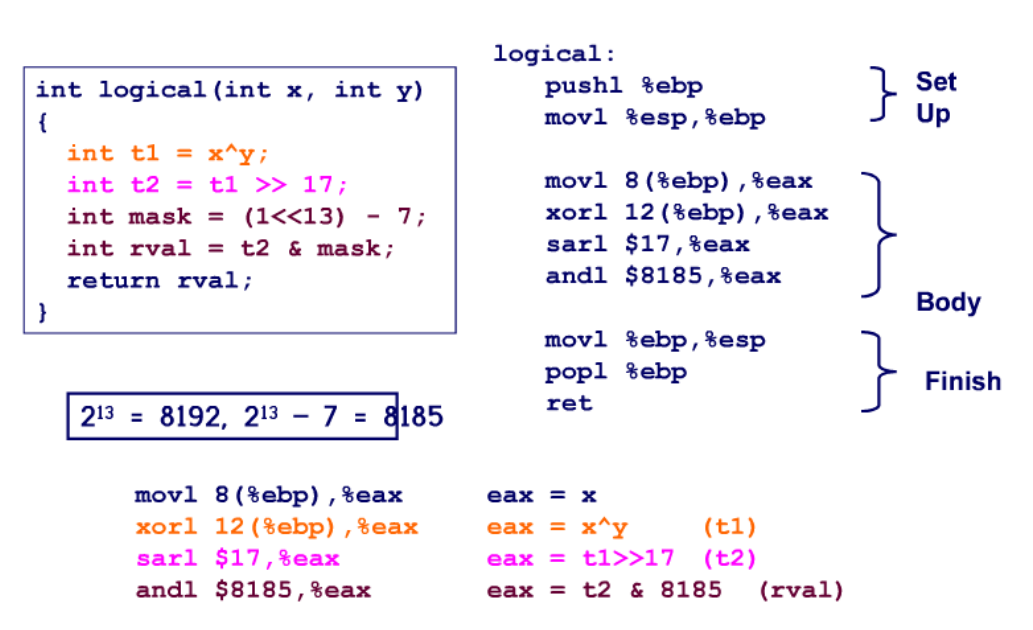 int logical(int x, int y)
{
int t1 = x^y;
int t2 = t1 >> 17;
int mask = (1<<13) - 7;
int rval = t2 & mask;
return rval;
}
2¹³ = 8192, 2¹³ – 7 = 8185
logical:
pushl %ebp
movl %esp,%ebp
Set
Up
movl 8(%ebp),%eax
xorl 12(%ebp),%eax
sarl $17,%eax
andl $8185,%eax
Body
movl %ebp,%esp
popl %ebp
ret
Finish
movl 8(%ebp),%eax eax = x
xorl 12(%ebp),%eax eax = x^y (t1)
sarl $17,%eax eax = t1>>17 (t2)
andl $8185,%eax eax = t2 & 8185 (rval)